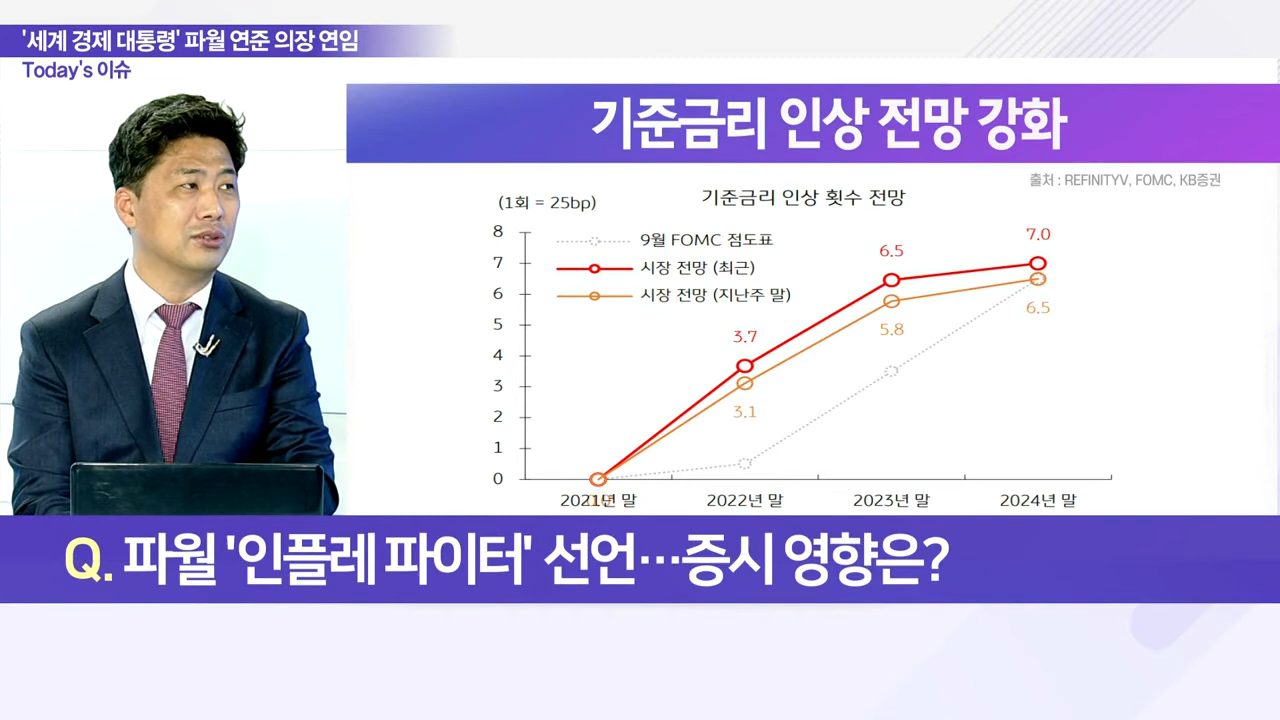 '세계 경제 대통령' 파월 연준 의장 연임
Today's 이슈
기준금리 인상 전망 강화
출처 : REFINITYV, FOMC, KB증권
(1회 = 25bp)
기준금리 인상 횟수 전망
9월 FOMC 점도표
시장 전망 (최근)
시장 전망 (지난주 말)
8
7
6
5
4
3
2
1
0
3.7
6.5
7.0
3.1
5.8
6.5
2021년 말
2022년 말
2023년 말
2024년 말
Q. 파월 '인플레 파이터' 선언…증시 영향은?